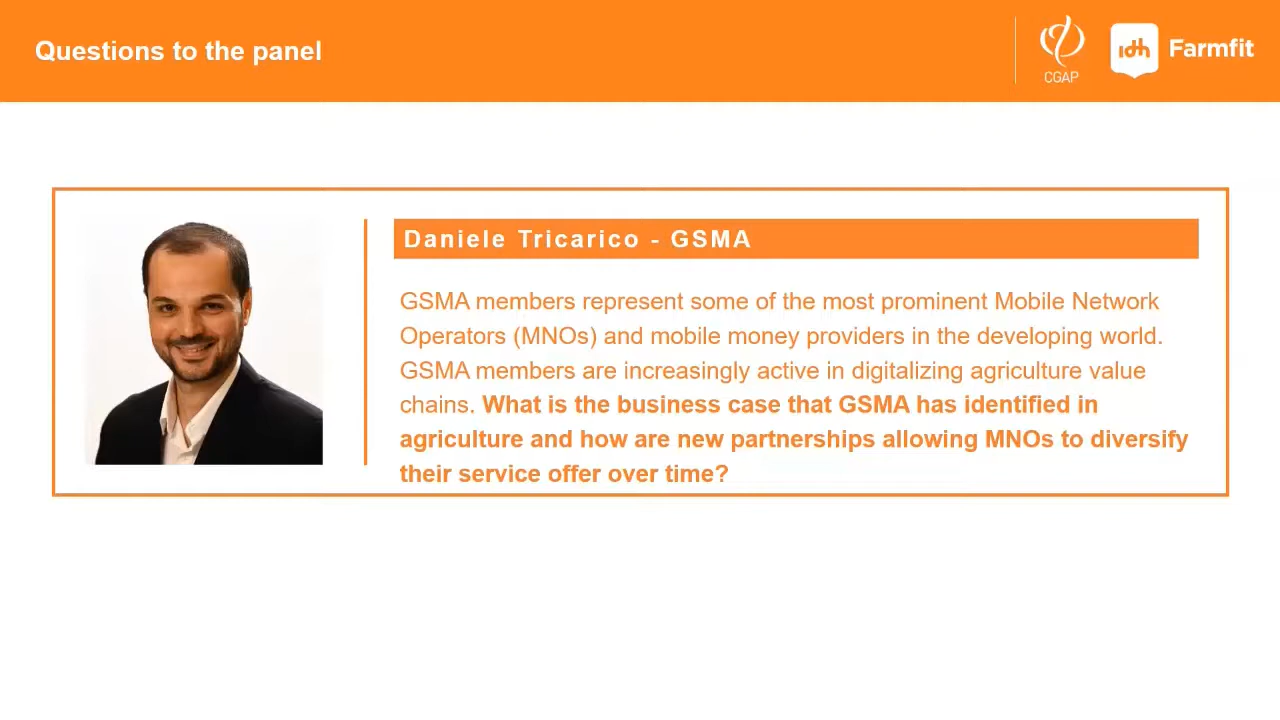 Questions to the panel
CGAP
idh
Farmfit
Daniele Tricarico - GSMA
GSMA members represent some of the most prominent Mobile Network
Operators (MNOs) and mobile money providers in the developing world.
GSMA members are increasingly active in digitalizing agriculture value
chains. What is the business case that GSMA has identified in
agriculture and how are new partnerships allowing MNOs to diversify
their service offer over time?